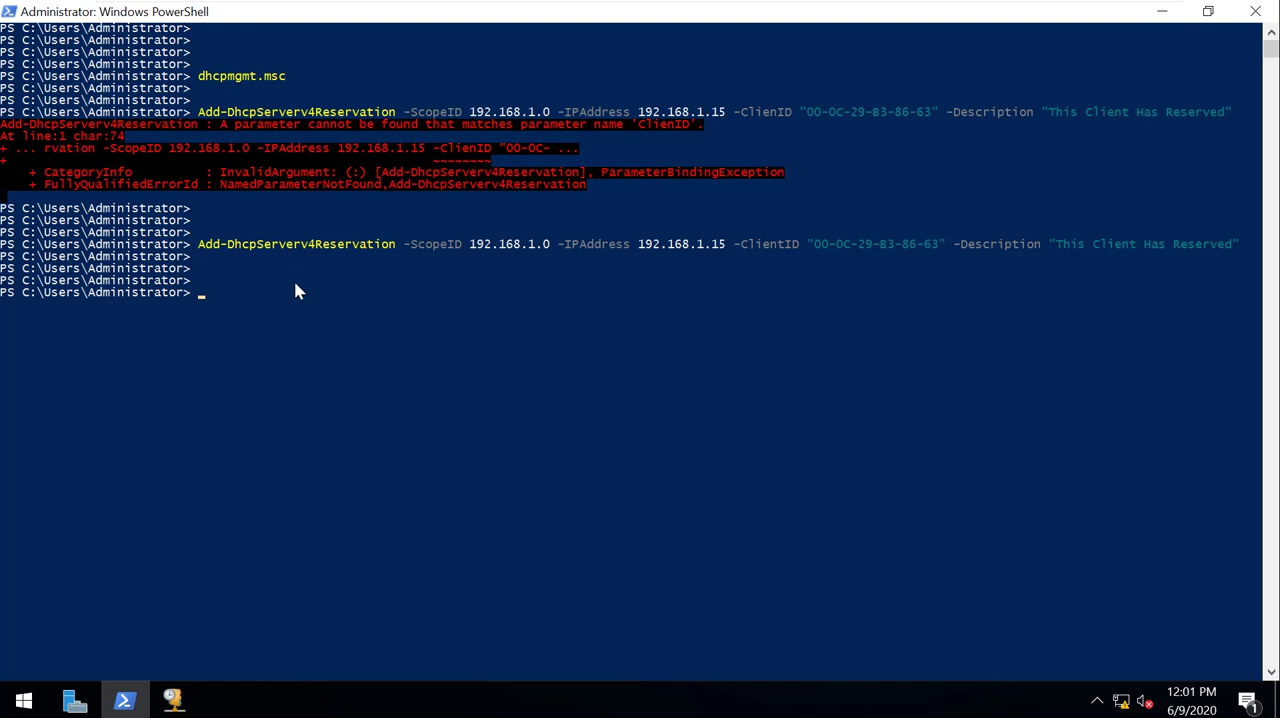 Administrator: Windows PowerShell
PS C:\Users\Administrator>
PS C:\Users\Administrator>
PS C:\Users\Administrator>
PS C:\Users\Administrator>
PS C:\Users\Administrator> dhcpmgmt.msc
PS C:\Users\Administrator>
PS C:\Users\Administrator>
PS C:\Users\Administrator> Add-DhcpServerv4Reservation -ScopeID 192.168.1.0 -IPAddress 192.168.1.15 -ClienID "00-0C-29-B3-86-63" -Description "This Client Has Reserved"
Add-DhcpServerv4Reservation : A parameter cannot be found that matches parameter name 'ClienID'.
At line:1 char:74
+ ... rvation -ScopeID 192.168.1.0 -IPAddress 192.168.1.15 -ClienID "00-0C- ...
+ ~~~~~~~~
+ CategoryInfo : InvalidArgument: (:) [Add-DhcpServerv4Reservation], ParameterBindingException
+ FullyQualifiedErrorId : NamedParameterNotFound,Add-DhcpServerv4Reservation
PS C:\Users\Administrator>
PS C:\Users\Administrator>
PS C:\Users\Administrator>
PS C:\Users\Administrator> Add-DhcpServerv4Reservation -ScopeID 192.168.1.0 -IPAddress 192.168.1.15 -ClientID "00-0C-29-B3-86-63" -Description "This Client Has Reserved"
PS C:\Users\Administrator>
PS C:\Users\Administrator>
PS C:\Users\Administrator>
PS C:\Users\Administrator> _
12:01 PM
6/9/2020
1